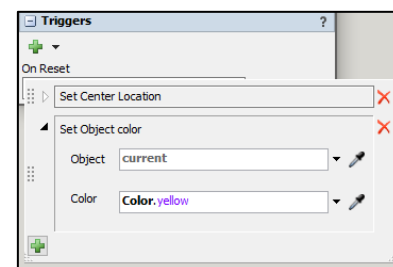 Triggers ?
On Reset
Set Center Location
Set Object color
Object current
Color Color.yellow